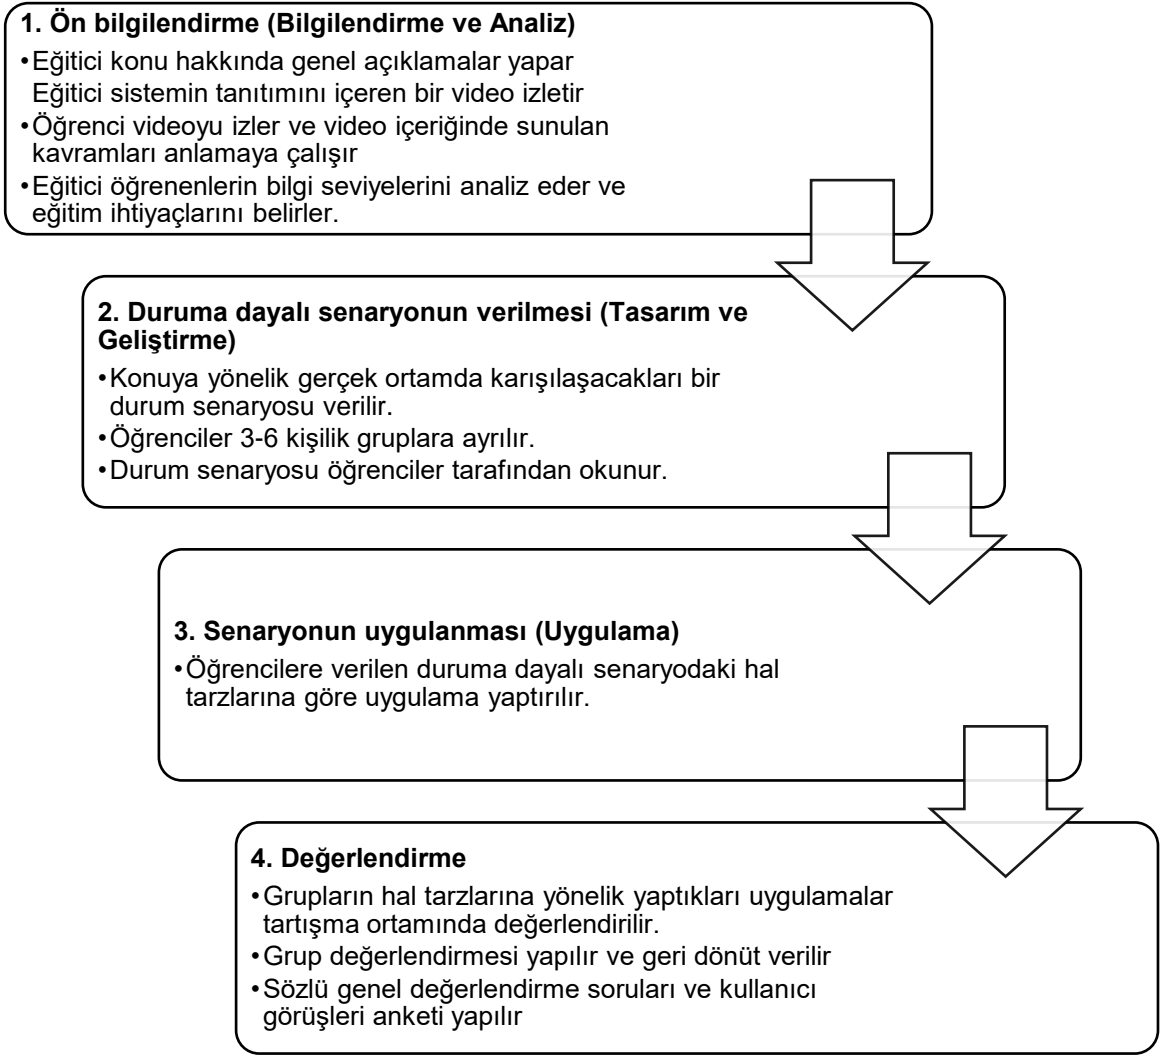 1. Ön bilgilendirme (Bilgilendirme ve Analiz)
•Eğitici konu hakkında genel açıklamalar yapar
Eğitici sistemin tanıtımını içeren bir video izletir
•Öğrenci videoyu izler ve video içeriğinde sunulan
kavramları anlamaya çalışır
•Eğitici öğrenenlerin bilgi seviyelerini analiz eder ve
eğitim ihtiyaçlarını belirler.
2. Duruma dayalı senaryonun verilmesi (Tasarım ve
Geliştirme)
•Konuya yönelik gerçek ortamda karışılaşacakları bir
durum senaryosu verilir.
•Öğrenciler 3-6 kişilik gruplara ayrılır.
•Durum senaryosu öğrenciler tarafından okunur.
3. Senaryonun uygulanması (Uygulama)
•Öğrencilere verilen duruma dayalı senaryodaki hal
tarzlarına göre uygulama yaptırılır.
4. Değerlendirme
•Grupların hal tarzlarına yönelik yaptıkları uygulamalar
tartışma ortamında değerlendirilir.
•Grup değerlendirmesi yapılır ve geri dönüt verilir
•Sözlü genel değerlendirme soruları ve kullanıcı
görüşleri anketi yapılır